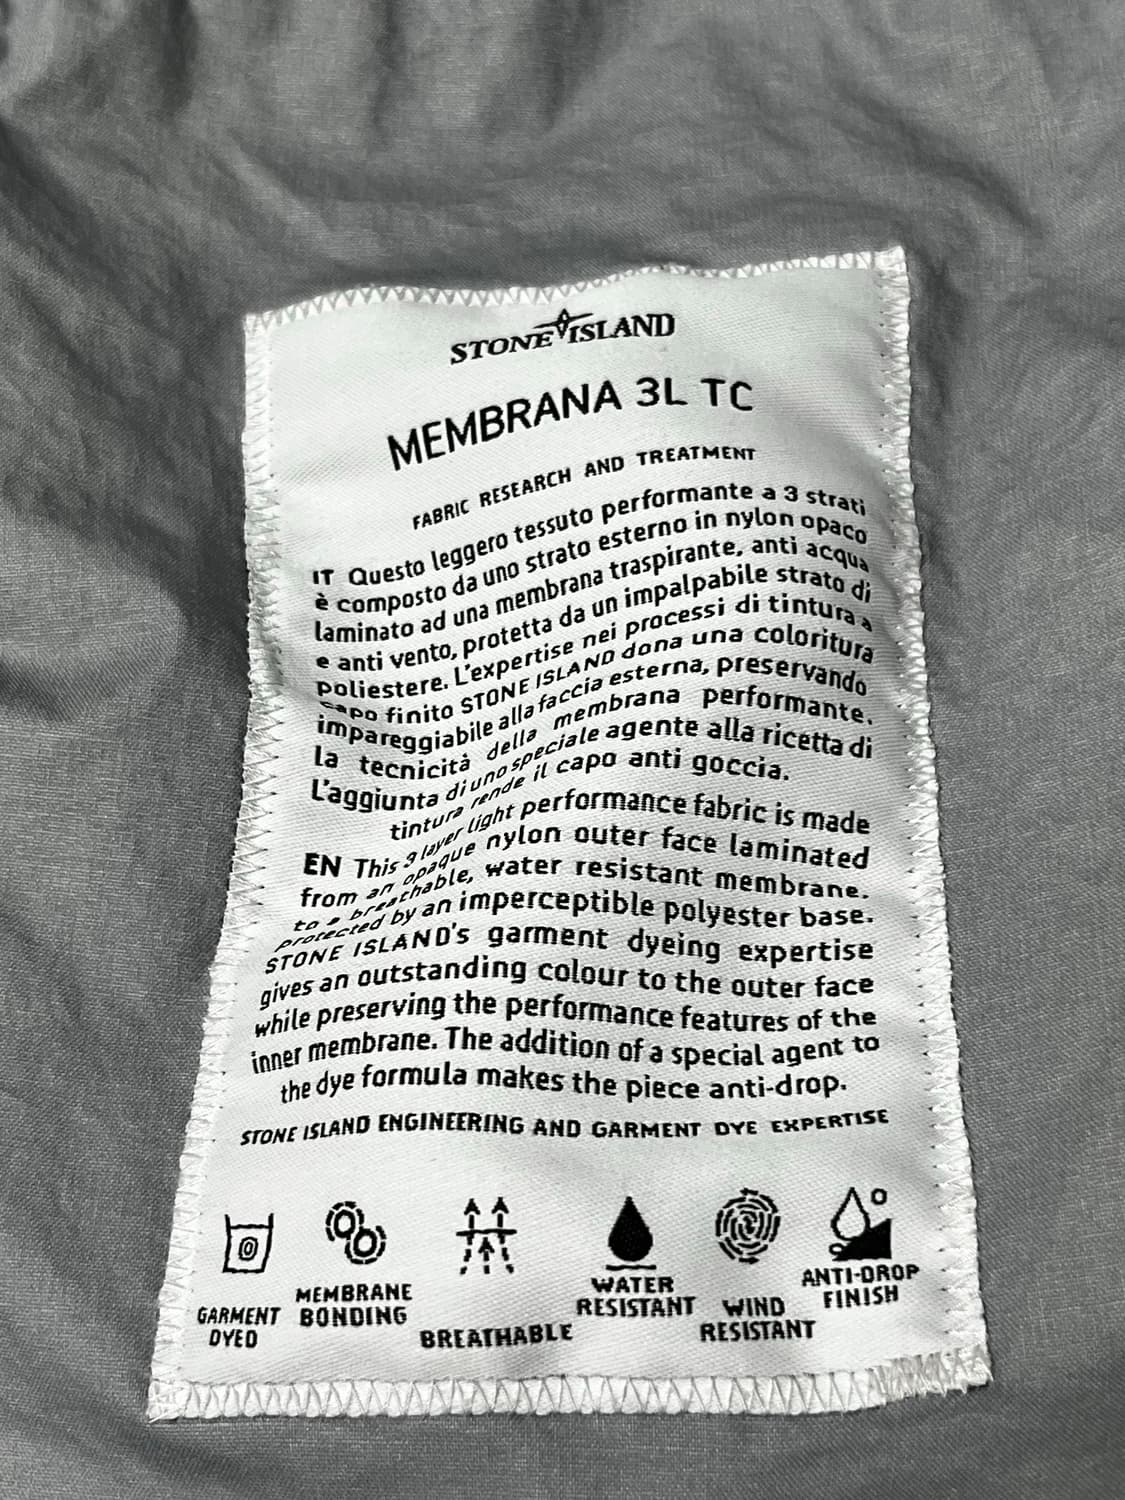 STONE ISLAND
MEMBRANA 3L TC
FABRIC RESEARCH AND TREATMENT
IT Questo leggero tessuto performante a 3 strati
è composto da uno strato esterno in nylon opaco
laminato ad una membrana traspirante, anti acqua
e anti vento, protetta da un impalpabile strato di
poliestere. L'expertise nei processi di tintura a
capo finito STONE ISLAND dona una coloritura
impareggiabile alla faccia esterna, preservando
la tecnicità della membrana performante.
L'aggiunta di uno speciale agente alla ricetta di
tintura rende il capo anti goccia.
EN This 3 layer light performance fabric is made
from an opaque nylon outer face laminated
to a breathable, water resistant membrane.
protected by an imperceptible polyester base.
STONE ISLAND's garment dyeing expertise
gives an outstanding colour to the outer face
while preserving the performance features of the
inner membrane. The addition of a special agent to
the dye formula makes the piece anti-drop.
STONE ISLAND ENGINEERING AND GARMENT DYE EXPERTISE
GARMENT
DYED
MEMBRANE
BONDING
BREATHABLE
WATER
RESISTANT
WIND
RESISTANT
ANTI-DROP
FINISH